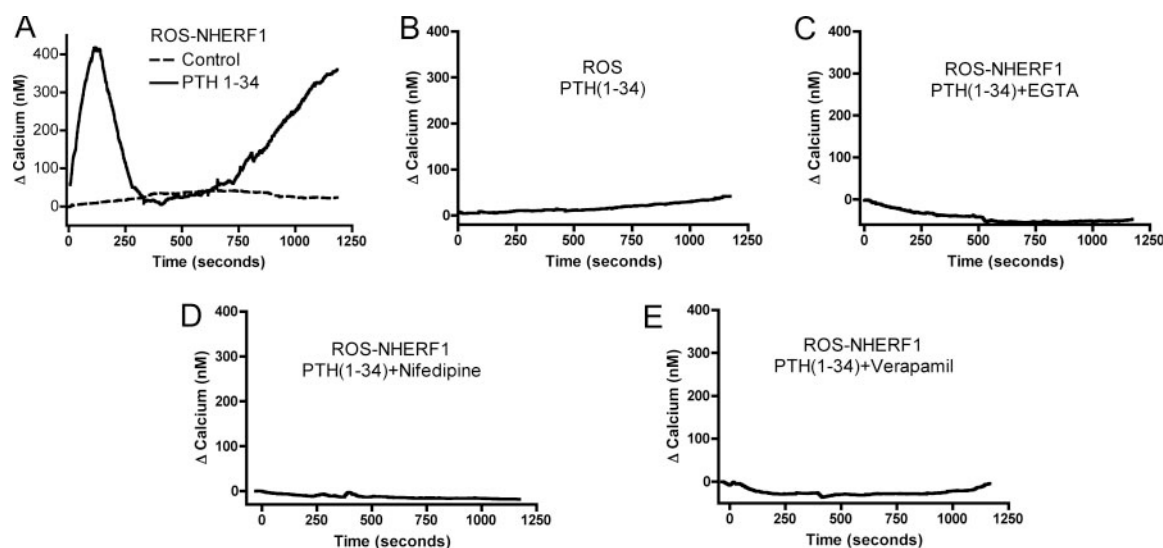 A
ROS-NHERF1
Control
PTH 1-34
Δ Calcium (nM)
400
300
200
100
0
0 250 500 750 1000 1250
Time (seconds)
B
ROS
PTH(1-34)
Δ Calcium (nM)
400
300
200
100
0
0 250 500 750 1000 1250
Time (seconds)
C
ROS-NHERF1
PTH(1-34)+EGTA
Δ Calcium (nM)
400
300
200
100
0
0 250 500 750 1000 1250
Time (seconds)
D
ROS-NHERF1
PTH(1-34)+Nifedipine
Δ Calcium (nM)
400
300
200
100
0
0 250 500 750 1000 1250
Time (seconds)
E
ROS-NHERF1
PTH(1-34)+Verapamil
Δ Calcium (nM)
400
300
200
100
0
0 250 500 750 1000 1250
Time (seconds)